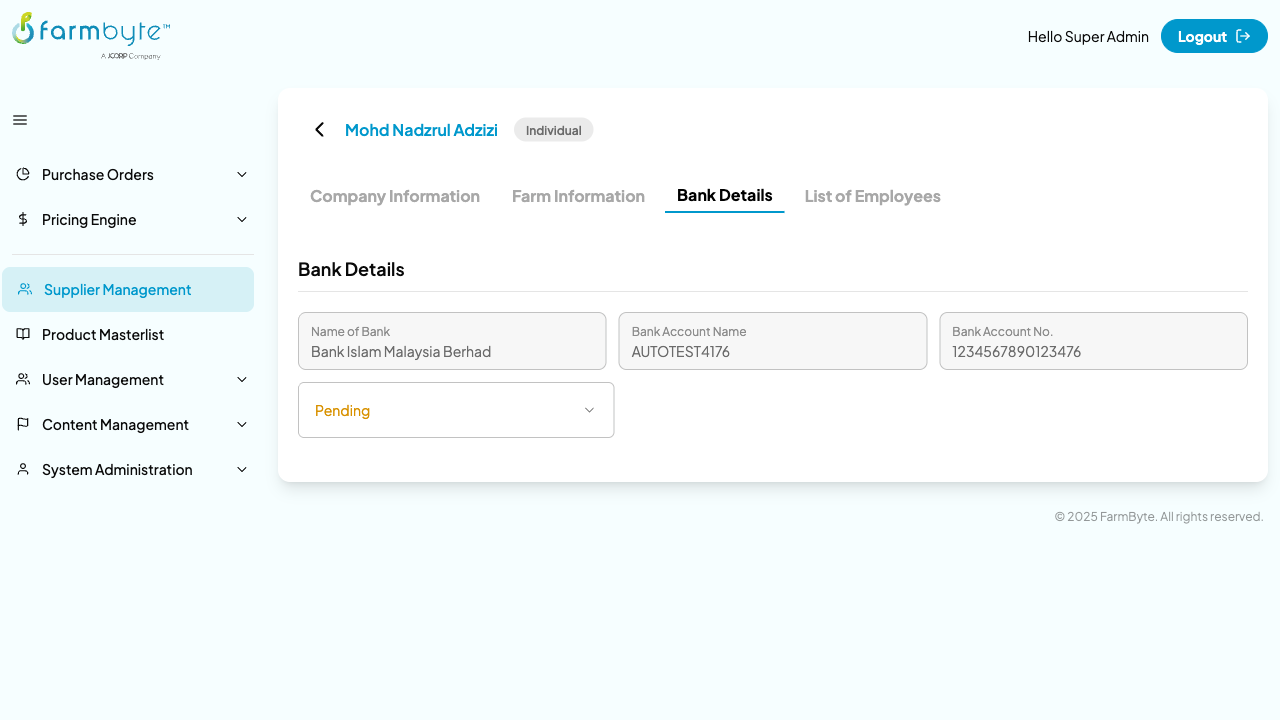 farmbyte™
A JCORP Company
Hello Super Admin
Logout
Mohd Nadzrul Adzizi
Individual
Purchase Orders
Pricing Engine
Supplier Management
Product Masterlist
User Management
Content Management
System Administration
Company Information
Farm Information
Bank Details
List of Employees
Bank Details
Name of Bank
Bank Islam Malaysia Berhad
Bank Account Name
AUTOTEST4176
Bank Account No.
1234567890123476
Pending
© 2025 FarmByte. All rights reserved.